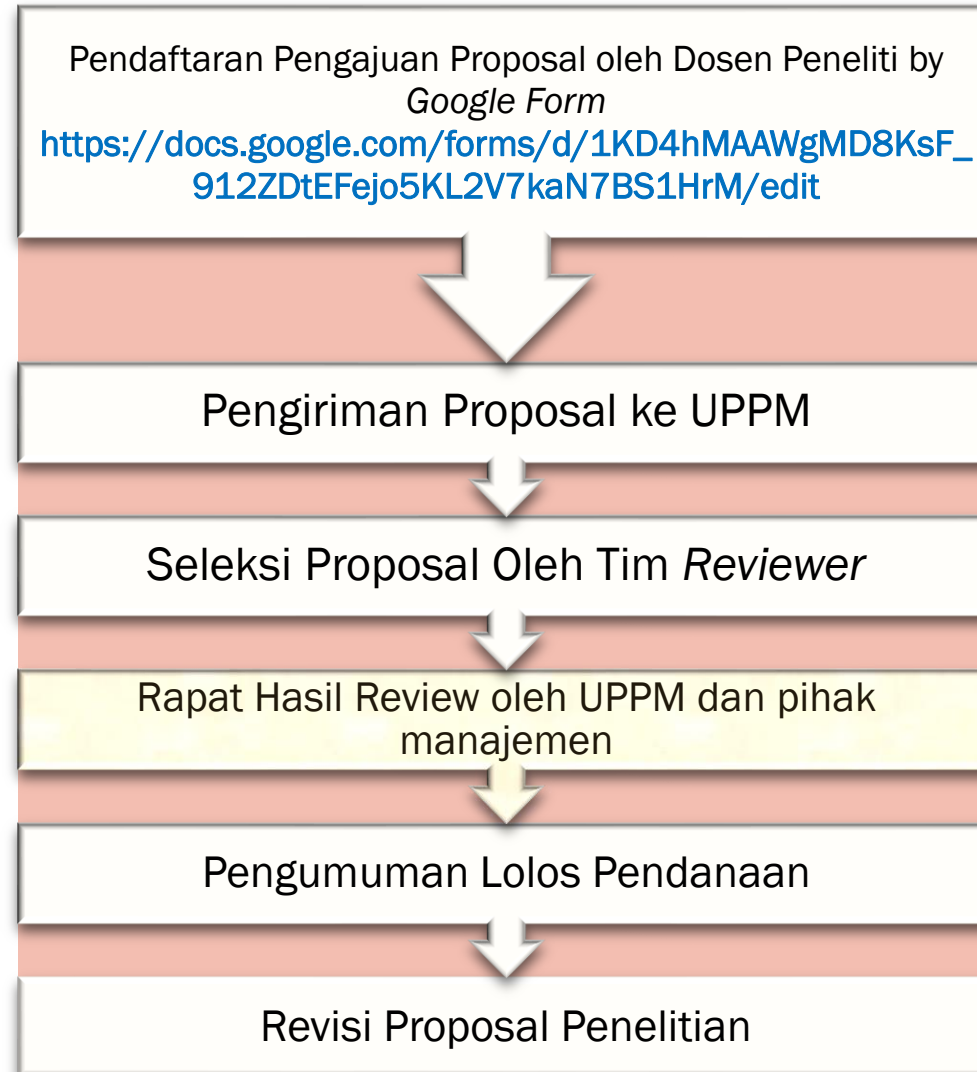 Pendaftaran Pengajuan Proposal oleh Dosen Peneliti by
Google Form
https://docs.google.com/forms/d/1KD4hMAAWgMD8KsF_
912ZDtEFejo5KL2V7kaN7BS1HrM/edit
Pengiriman Proposal ke UPPM
Seleksi Proposal Oleh Tim Reviewer
Rapat Hasil Review oleh UPPM dan pihak
manajemen
Pengumuman Lolos Pendanaan
Revisi Proposal Penelitian